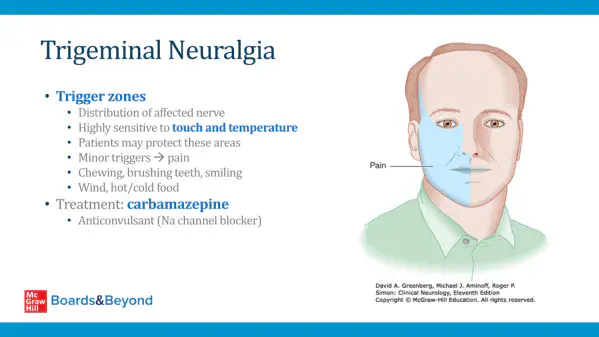 Trigeminal Neuralgia
• Trigger zones
• Distribution of affected nerve
• Highly sensitive to touch and temperature
• Patients may protect these areas
• Minor triggers → pain
• Chewing, brushing teeth, smiling
• Wind, hot/cold food
• Treatment: carbamazepine
• Anticonvulsant (Na channel blocker)
Pain
David A. Greenberg, Michael J. Aminoff, Roger P.
Simon: Clinical Neurology, Eleventh Edition
Copyright © McGraw-Hill Education. All rights reserved.
Mc
Graw
Hill
Boards&Beyond